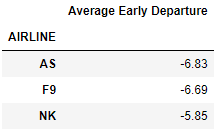 Average Early Departure
AIRLINE
AS -6.83
F9 -6.69
NK -5.85